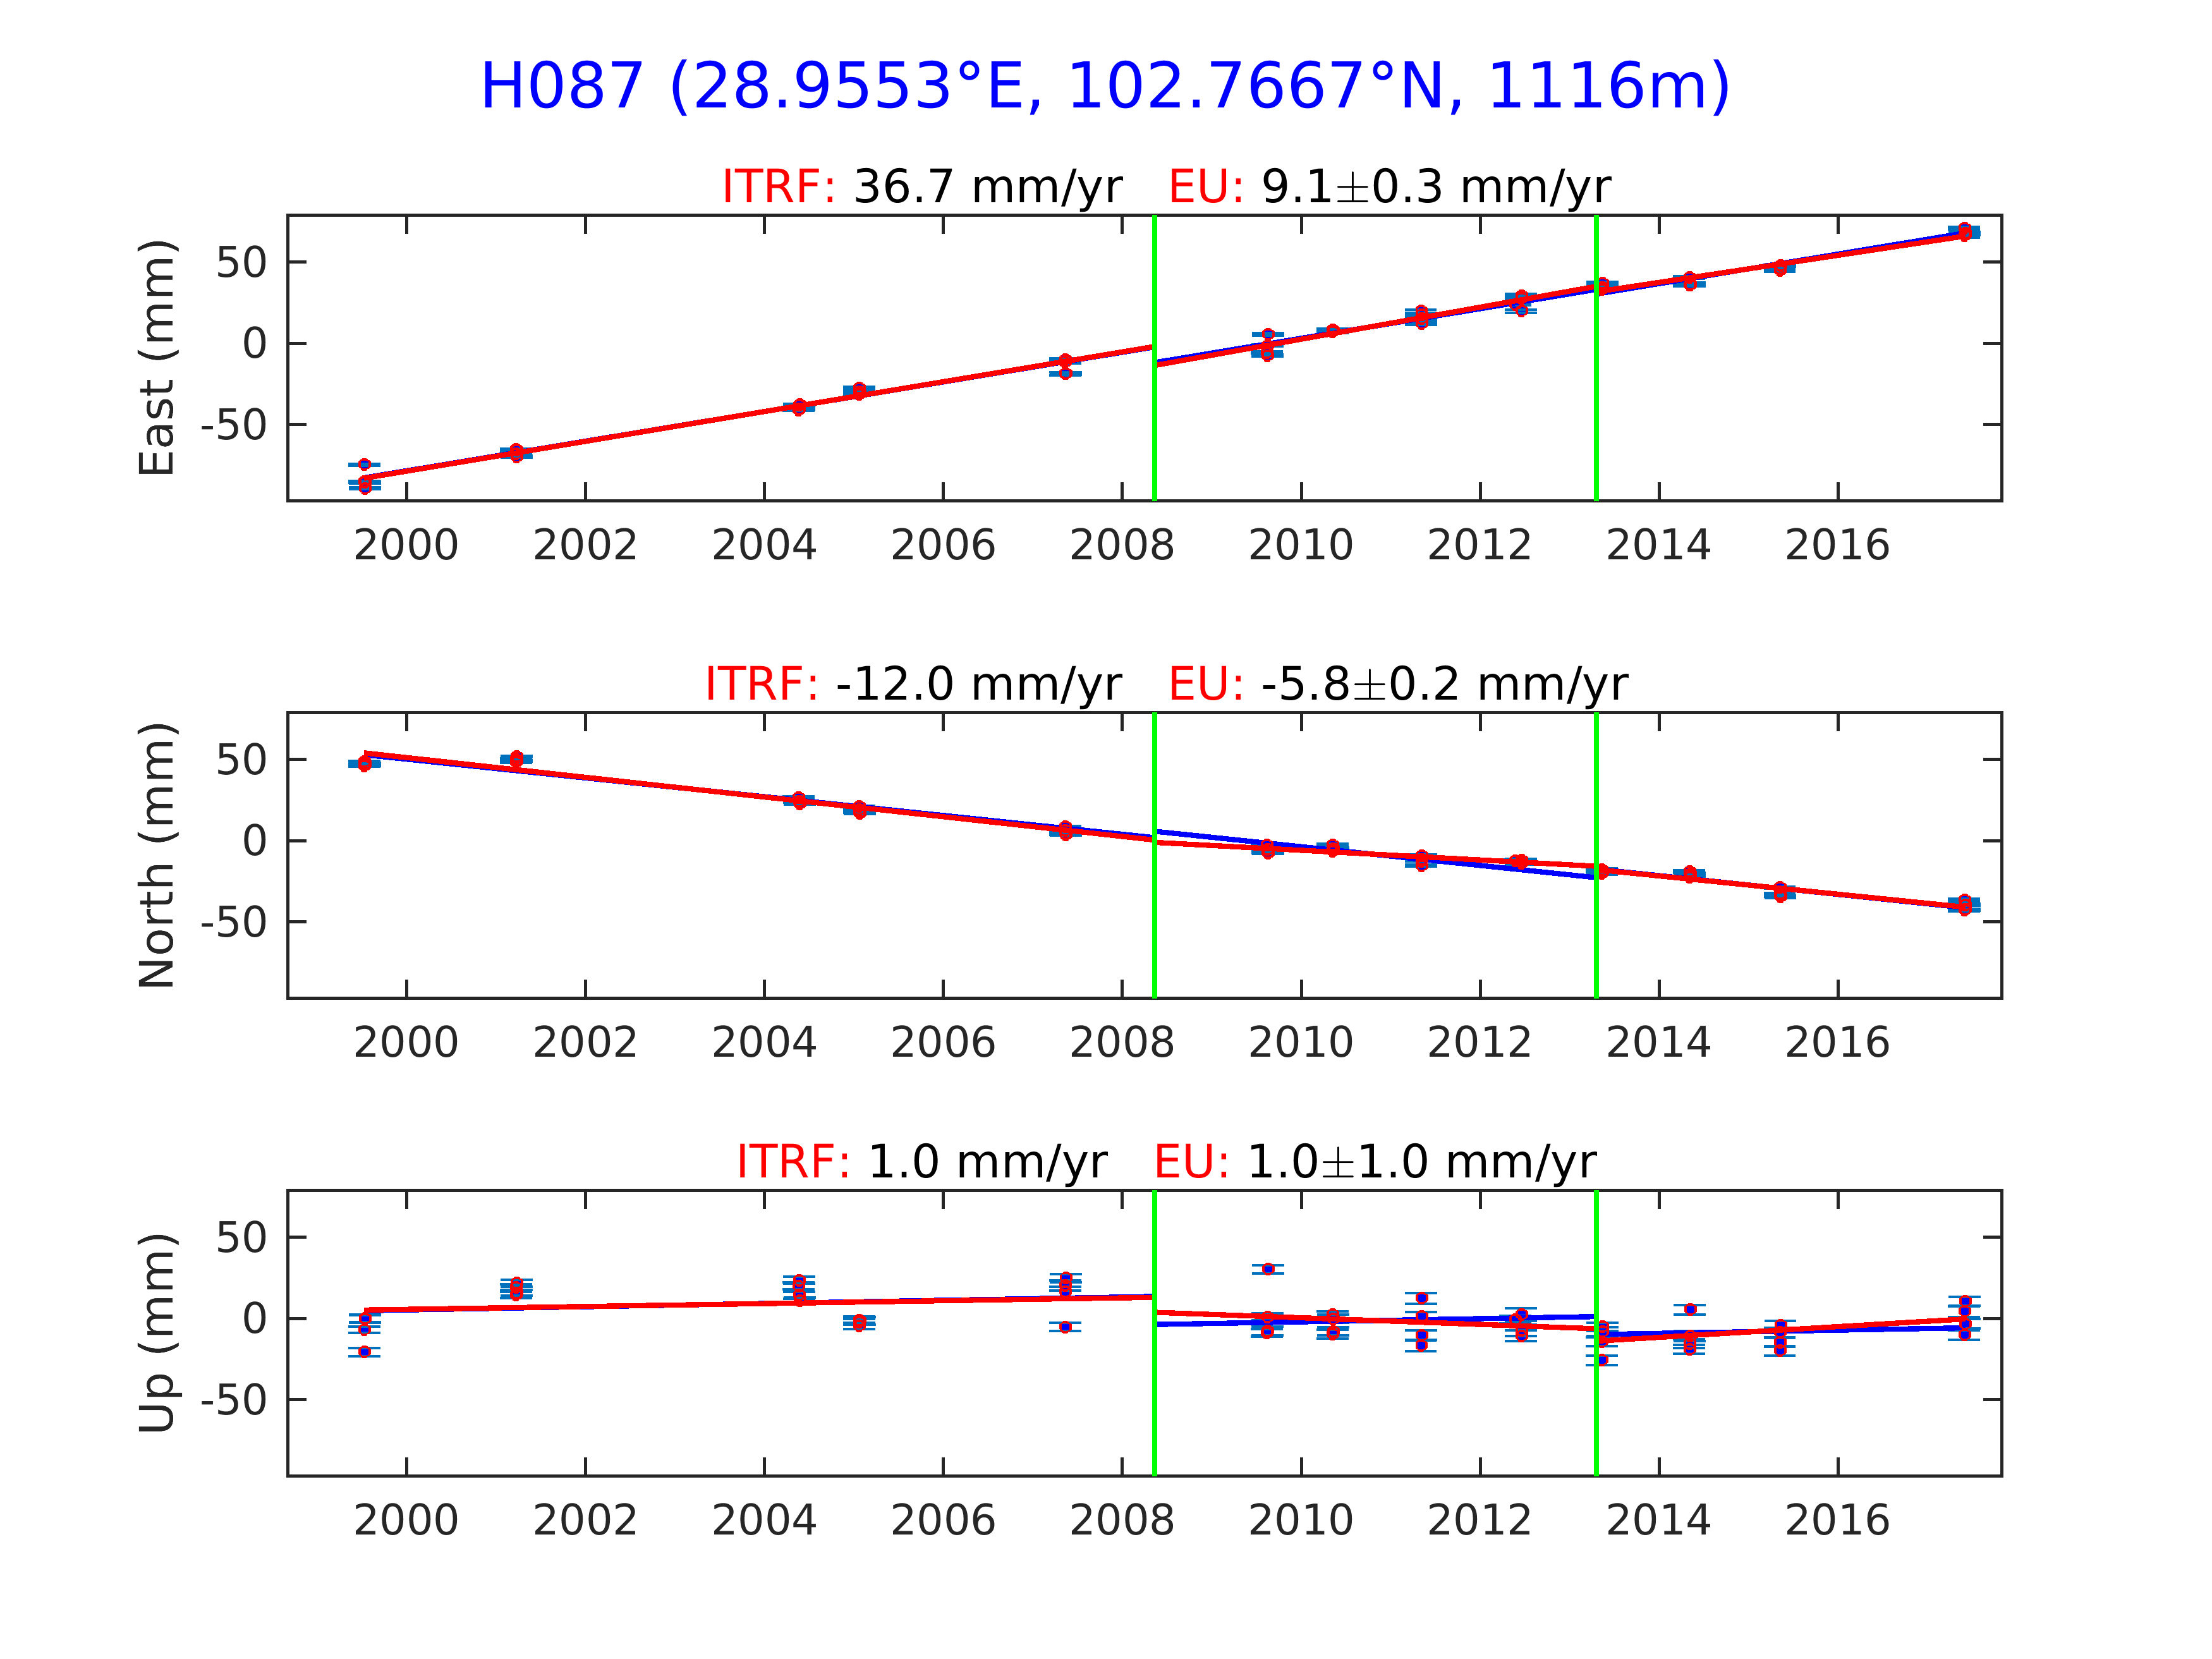 H087 (28.9553°E, 102.7667°N, 1116m)
ITRF: 36.7 mm/yr EU: 9.1±0.3 mm/yr
East (mm)
50
0
-50
2000 2002 2004 2006 2008 2010 2012 2014 2016
ITRF: -12.0 mm/yr EU: -5.8±0.2 mm/yr
North (mm)
50
0
-50
2000 2002 2004 2006 2008 2010 2012 2014 2016
ITRF: 1.0 mm/yr EU: 1.0±1.0 mm/yr
Up (mm)
50
0
-50
2000 2002 2004 2006 2008 2010 2012 2014 2016